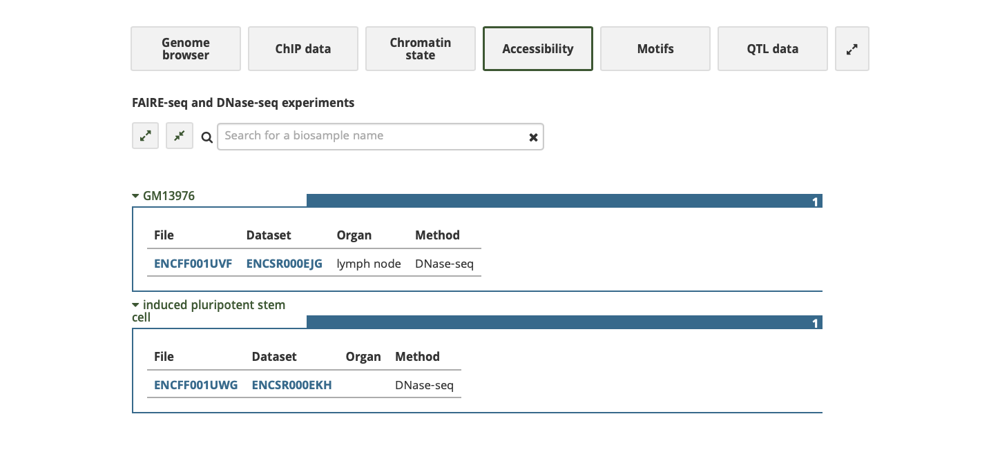 Genome
browser
ChIP data
Chromatin
state
Accessibility
Motifs
QTL data
FAIRE-seq and DNase-seq experiments
Search for a biosample name
GM13976
1
File Dataset Organ Method
ENCFF001UVF ENCSR000EJG lymph node DNase-seq
induced pluripotent stem
cell
1
File Dataset Organ Method
ENCFF001UWG ENCSR000EKH DNase-seq